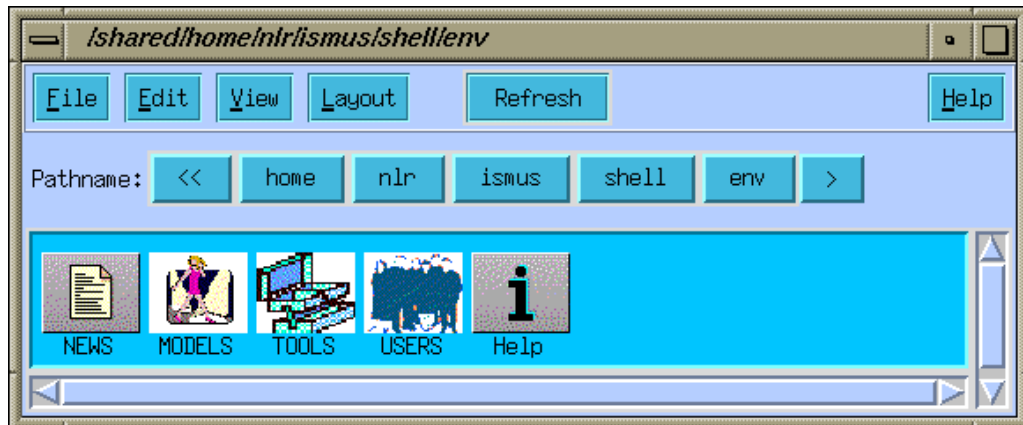 /shared/home/nlr/ismus/shell/env
File Edit View Layout Refresh Help
Pathname: << home nlr ismus shell env >
NEWS MODELS TOOLS USERS Help